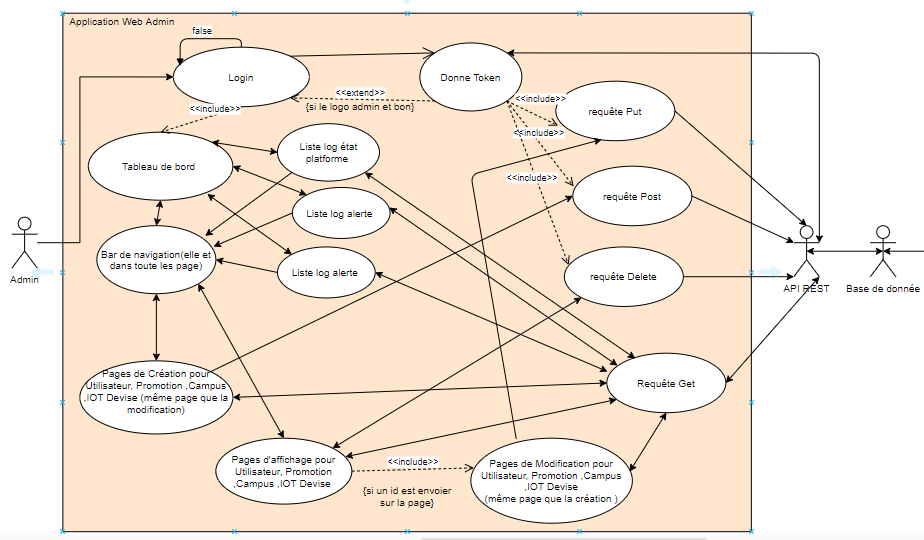 Application Web Admin
false
Login
Donne Token
<<extend>>
{si le logo admin et bon}
<<include>>
<<include>>
requête Put
<<include>>
Liste log état
platforme
Tableau de bord
<<include>>
requête Post
Liste log alerte
Bar de navigation(elle et
dans toute les page)
Liste log alerte
requête Delete
Admin
API REST
Base de donnée
Pages de Création pour
Utilisateur, Promotion ,Campus
,IOT Devise (même page que la
modification)
Requête Get
Pages d'affichage pour
Utilisateur, Promotion
,Campus ,IOT Devise
<<include>>
{si un id est envoier
sur la page}
Pages de Modification pour
Utilisateur, Promotion ,Campus
,IOT Devise
(même page que la création )